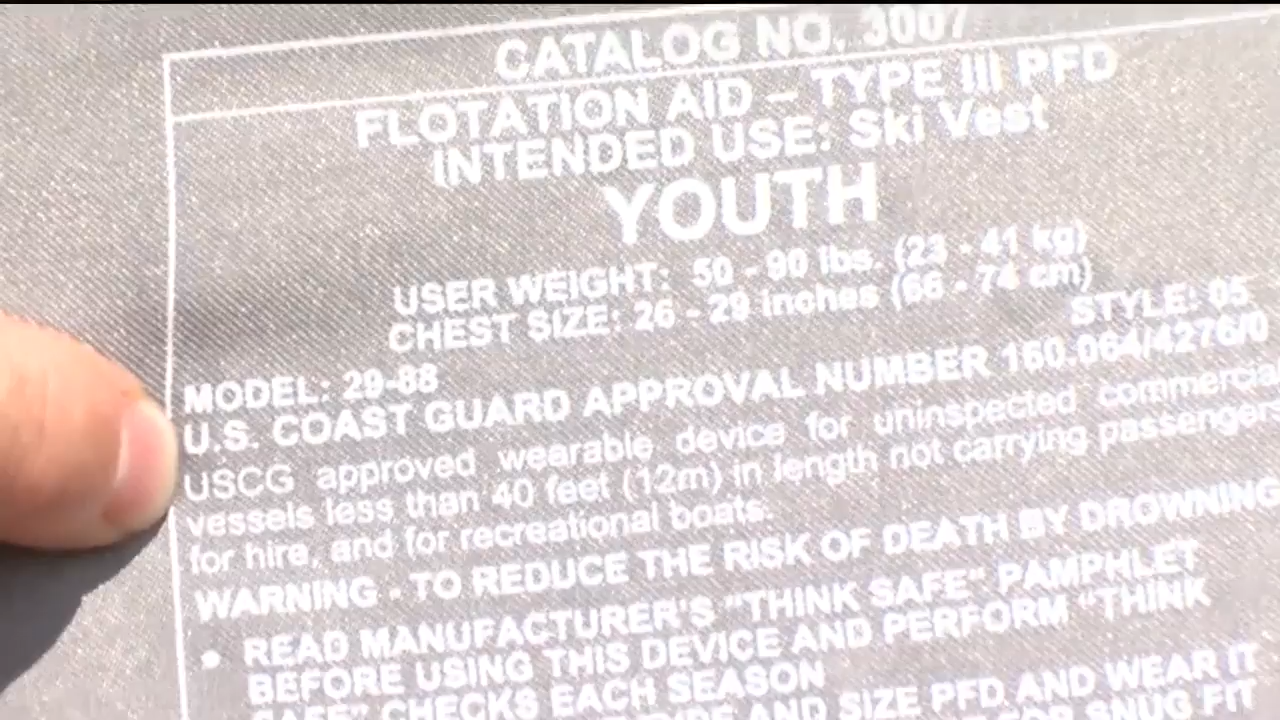 CATALOG NO. 3007
FLOTATION AID – TYPE III PFD
INTENDED USE: Ski Vest
YOUTH
USER WEIGHT: 50 - 90 lbs. (23 - 41 kg)
CHEST SIZE: 26 - 29 inches (66 - 74 cm)
STYLE: 05
MODEL: 29-88
U.S. COAST GUARD APPROVAL NUMBER 160.064/4276/0
USCG approved wearable device for uninspected commercial
vessels less than 40 feet (12m) in length not carrying passengers
for hire, and for recreational boats.
WARNING - TO REDUCE THE RISK OF DEATH BY DROWNING
• READ MANUFACTURER'S "THINK SAFE" PAMPHLET
BEFORE USING THIS DEVICE AND PERFORM "THINK
SAFE" CHECKS EACH SEASON
AND SIZE PFD AND WEAR IT
SNUG FIT